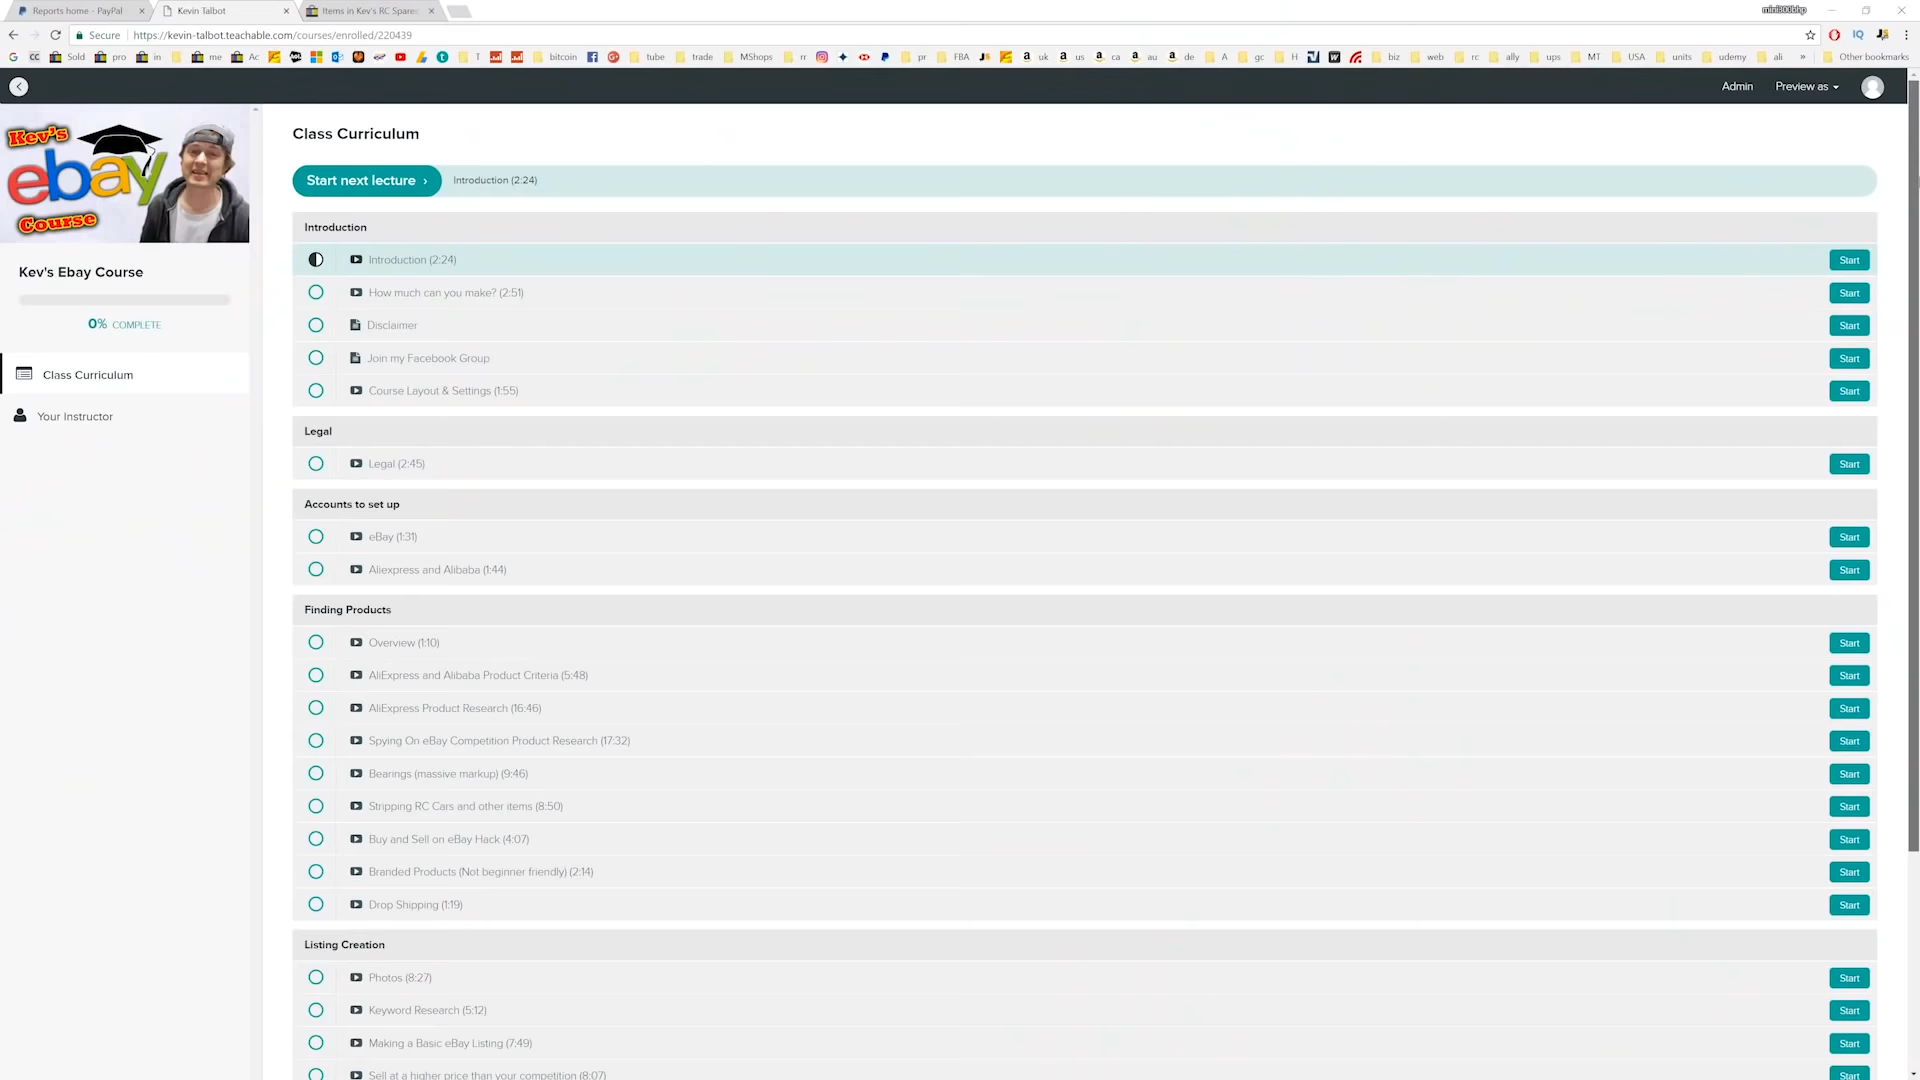 Reports home - PayPal
Kevin Talbot
Items in Kev's RC Spares
mini300bhp
Secure
https://kevin-talbot.teachable.com/courses/enrolled/220439
Sold pro in me Ac T bitcoin tube trade MShops rr pr FBA uk us ca au de A gc H biz web rc ally ups MT USA units udemy ali » Other bookmarks
Admin
Preview as
Kev's
ebay
Course
Kev's Ebay Course
0% COMPLETE
Class Curriculum
Your Instructor
Class Curriculum
Start next lecture ›
Introduction (2:24)
Introduction
Introduction (2:24) Start
How much can you make? (2:51) Start
Disclaimer Start
Join my Facebook Group Start
Course Layout & Settings (1:55) Start
Legal
Legal (2:45) Start
Accounts to set up
eBay (1:31) Start
Aliexpress and Alibaba (1:44) Start
Finding Products
Overview (1:10) Start
AliExpress and Alibaba Product Criteria (5:48) Start
AliExpress Product Research (16:46) Start
Spying On eBay Competition Product Research (17:32) Start
Bearings (massive markup) (9:46) Start
Stripping RC Cars and other items (8:50) Start
Buy and Sell on eBay Hack (4:07) Start
Branded Products (Not beginner friendly) (2:14) Start
Drop Shipping (1:19) Start
Listing Creation
Photos (8:27) Start
Keyword Research (5:12) Start
Making a Basic eBay Listing (7:49) Start
Sell at a higher price than your competition (8:07) Start